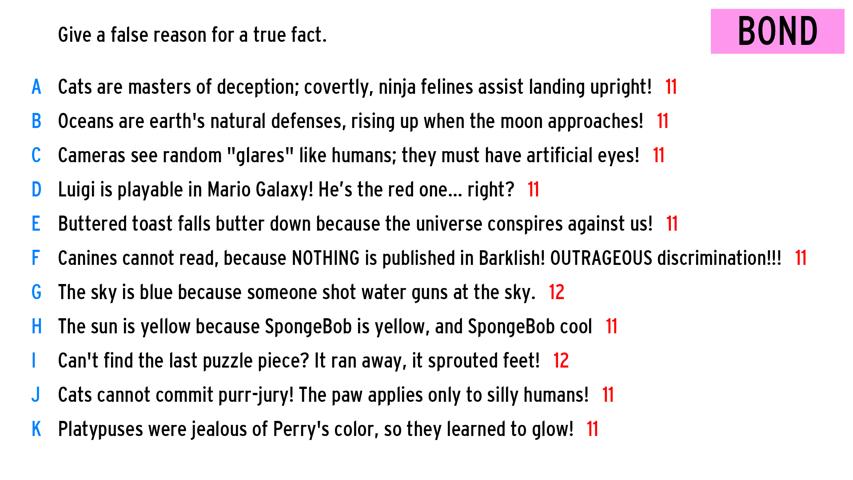 Give a false reason for a true fact.
BOND
A Cats are masters of deception; covertly, ninja felines assist landing upright! 11
B Oceans are earth's natural defenses, rising up when the moon approaches! 11
C Cameras see random "glares" like humans; they must have artificial eyes! 11
D Luigi is playable in Mario Galaxy! He's the red one... right? 11
E Buttered toast falls butter down because the universe conspires against us! 11
F Canines cannot read, because NOTHING is published in Barklish! OUTRAGEOUS discrimination!!! 11
G The sky is blue because someone shot water guns at the sky. 12
H The sun is yellow because SpongeBob is yellow, and SpongeBob cool 11
I Can't find the last puzzle piece? It ran away, it sprouted feet! 12
J Cats cannot commit purr-jury! The paw applies only to silly humans! 11
K Platypuses were jealous of Perry's color, so they learned to glow! 11